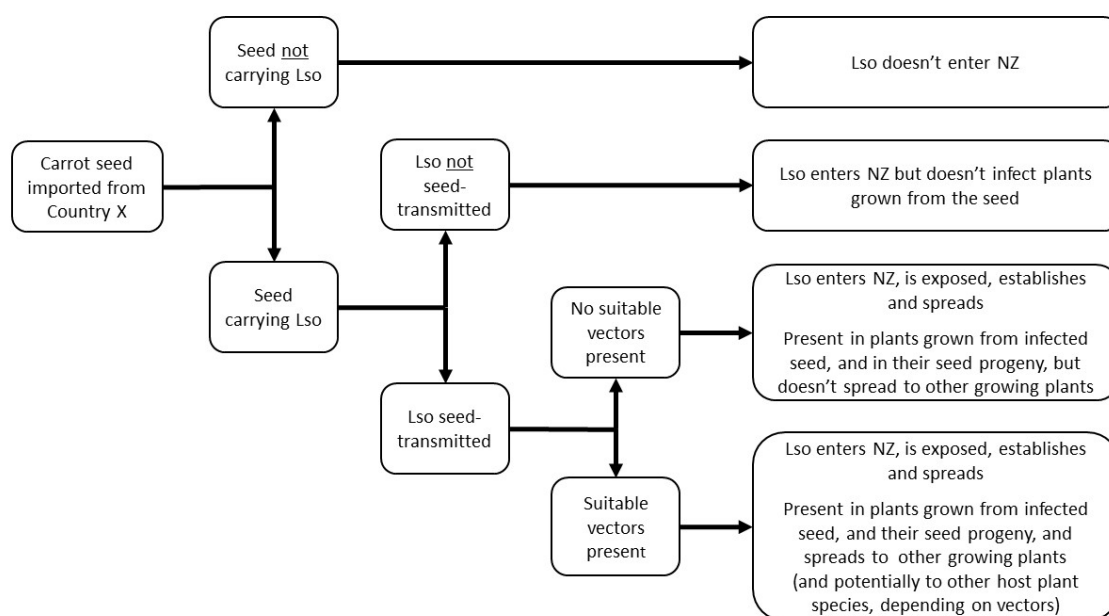 Seed not
carrying Lso
Lso doesn't enter NZ
Carrot seed
imported from
Country X
Lso not
seed-
transmitted
Lso enters NZ but doesn't infect plants
grown from the seed
Seed
carrying Lso
No suitable
vectors
present
Lso enters NZ, is exposed, establishes
and spreads
Present in plants grown from infected
seed, and in their seed progeny, but
doesn't spread to other growing plants
Lso seed-
transmitted
Suitable
vectors
present
Lso enters NZ, is exposed, establishes
and spreads
Present in plants grown from infected
seed, and their seed progeny, and
spreads to other growing plants
(and potentially to other host plant
species, depending on vectors)